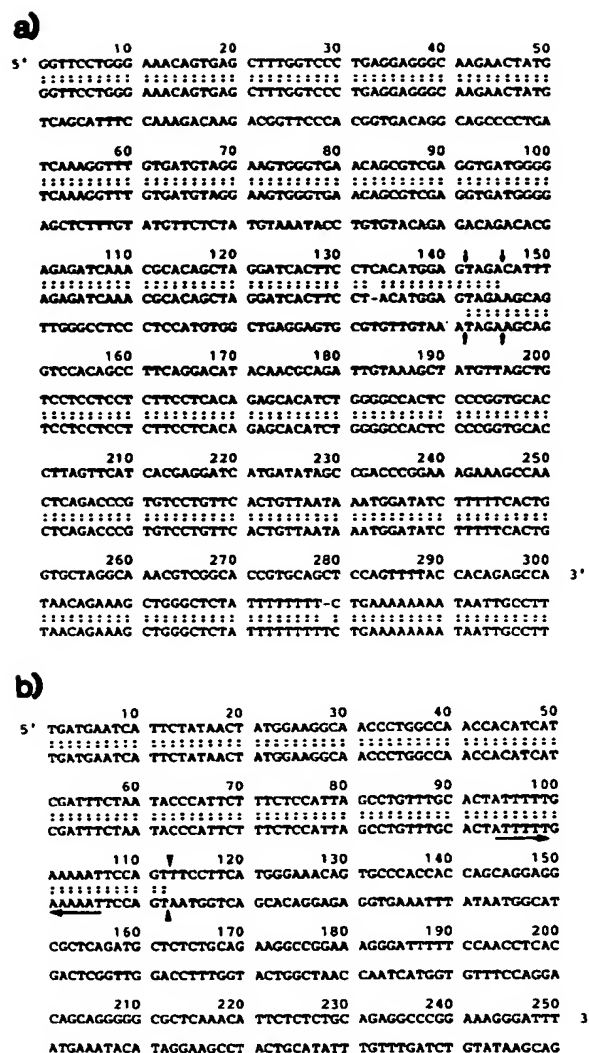 a)
10 20 30 40 50
5' GGTTCCTGGG AAACAGTGAG CTTTGGTCCC TGAGGAGGGC AAGAACTATG
GGTTCCTGGG AAACAGTGAG CTTTGGTCCC TGAGGAGGGC AAGAACTATG
TCAGCATTTC CAAAGACAAG ACGGTTCCCA CGGTGACAGG CAGCCCCTGA
60 70 80 90 100
TCAAAGGTTT GTGATGTAGG AAGTGGGTGA ACAGCGTCGA GGTGATGGGG
TCAAAGGTTT GTGATGTAGG AAGTGGGTGA ACAGCGTCGA GGTGATGGGG
AGCTCTTTGT ATGTTCTCTA TGTAAATACC TGTGTACAGA GACAGACACG
110 120 130 140 150
AGAGATCAAA CGCACAGCTA GGATCACTTC CTCACATGGA GTAGACATTT
AGAGATCAAA CGCACAGCTA GGATCACTTC CT-ACATGGA GTAGAAGCAG
TTGGGCCTCC CTCCATGTGG CTGAGGAGTG CGTGTTGTAA ATAGAAGCAG
160 170 180 190 200
GTCCACAGCC TTCAGGACAT ACAACGCAGA TTGTAAAGCT ATGTTAGCTG
TCCTCCTCCT CTTCCTCACA GAGCACATCT GGGGCCACTC CCCGGTGCAC
TCCTCCTCCT CTTCCTCACA GAGCACATCT GGGGCCACTC CCCGGTGCAC
210 220 230 240 250
CTTAGTTCAT CACGAGGATC ATGATATAGC CGACCCGGAA AGAAAGCCAA
CTCAGACCCG TGTCCTGTTC ACTGTTAATA AATGGATATC TTTTTCACTG
CTCAGACCCG TGTCCTGTTC ACTGTTAATA AATGGATATC TTTTTCACTG
260 270 280 290 300
GTGCTAGGCA AACGTCGGCA CCGTGCAGCT CCAGTTTTAC CACAGAGCCA 3'
TAACAGAAAG CTGGGCTCTA TTTTTTTT-C TGAAAAAAAA TAATTGCCTT
TAACAGAAAG CTGGGCTCTA TTTTTTTTTC TGAAAAAAAA TAATTGCCTT
b)
10 20 30 40 50
5' TGATGAATCA TTCTATAACT ATGGAAGGCA ACCCTGGCCA ACCACATCAT
TGATGAATCA TTCTATAACT ATGGAAGGCA ACCCTGGCCA ACCACATCAT
60 70 80 90 100
CGATTTCTAA TACCCATTCT TTCTCCATTA GCCTGTTTGC ACTATTTTTG
CGATTTCTAA TACCCATTCT TTCTCCATTA GCCTGTTTGC ACTATTTTTG
110 120 130 140 150
AAAAATTCCA GTTTCCTTCA TGGGAAACAG TGCCCACCAC CAGCAGGAGG
AAAAATTCCA GTAATGGTCA GCACAGGAGA GGTGAAATTT ATAATGGCAT
160 170 180 190 200
CGCTCAGATG CTCTCTGCAG AAGGCCGGAA AGGGATTTTT CCAACCTCAC
GACTCGGTTG GACCTTTGGT ACTGGCTAAC CAATCATGGT GTTTCCAGGA
210 220 230 240 250
CAGCAGGGGG CGCTCAAACA TTCTCTCTGC AGAGGCCCGG AAAGGGATTT 3
ATGAAATACA TAGGAAGCCT ACTGCATATT TGTTTGATCT GTATAAGCAG